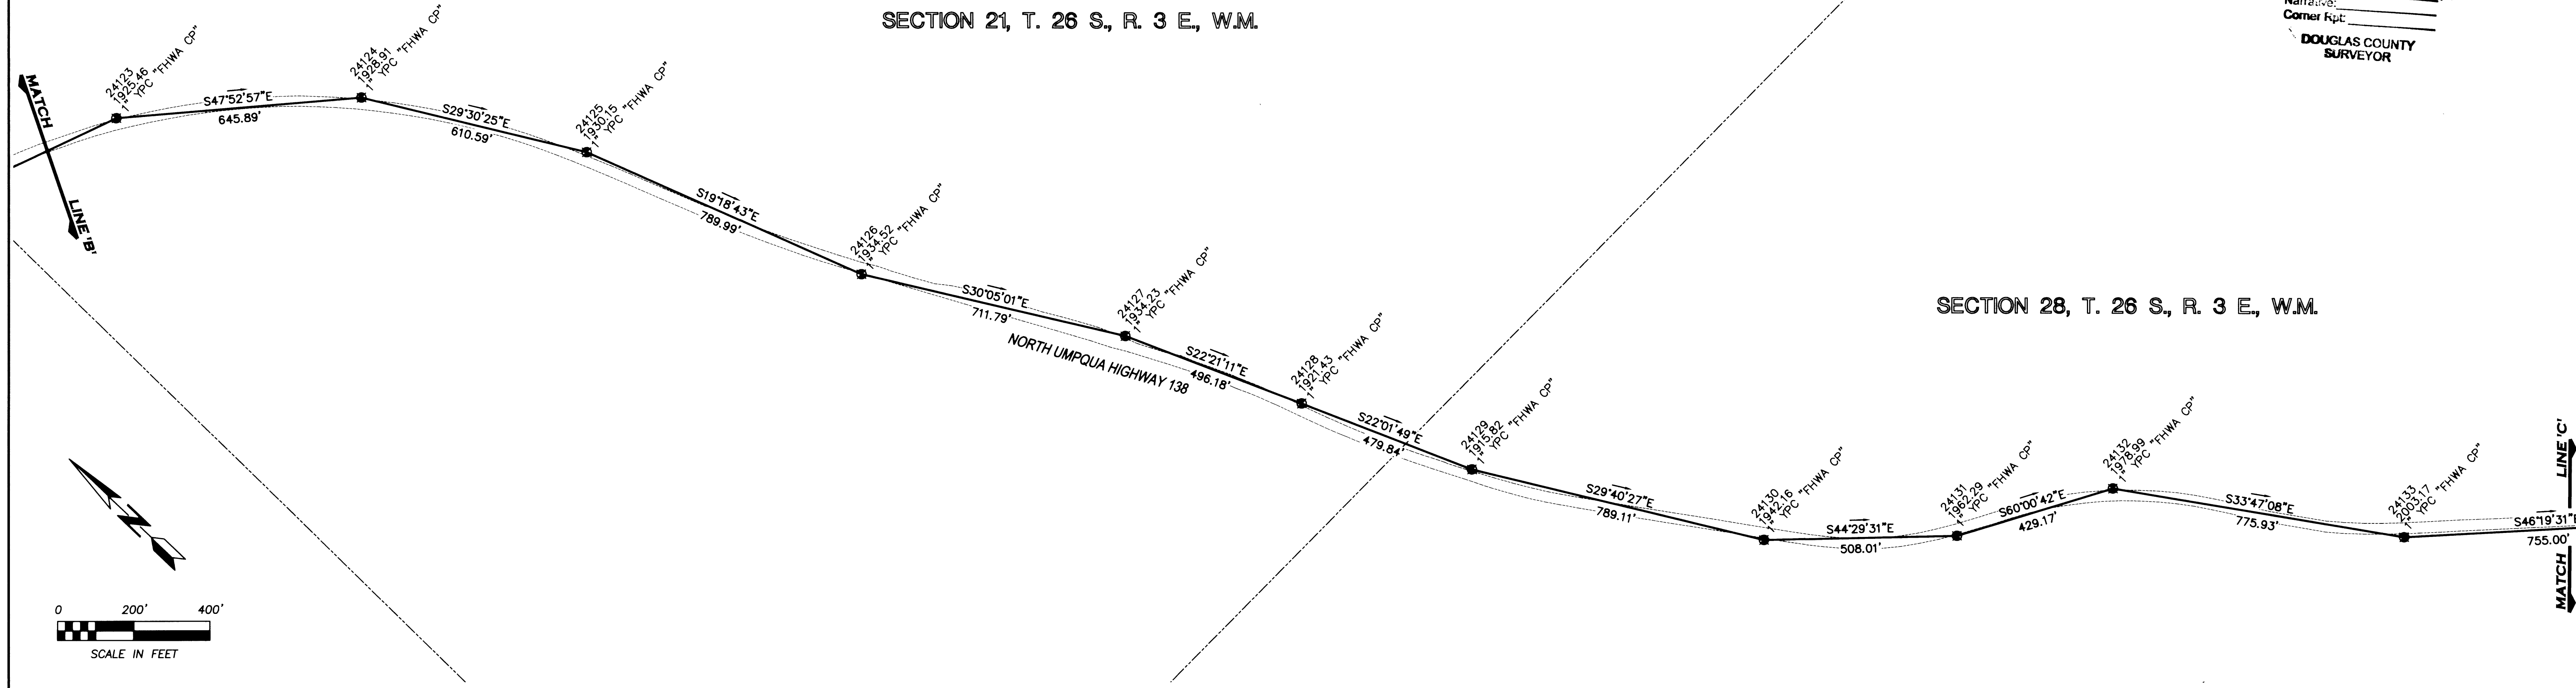 SECTION 21, T. 26 S., R. 3 E., W.M.
Narrative:
Corner Rpt:
DOUGLAS COUNTY
SURVEYOR
MATCH
LINE 'B'
24123
1925.46
1" YPC "FHWA CP"
S47°52'57"E
645.89'
24124
1928.91
1" YPC "FHWA CP"
S29°30'25"E
610.59'
24125
1930.15
1" YPC "FHWA CP"
S19°18'43"E
789.99'
24126
1934.52
1" YPC "FHWA CP"
S30°05'01"E
711.79'
NORTH UMPQUA HIGHWAY 138
24127
1934.23
1" YPC "FHWA CP"
S22°21'11"E
496.18'
24128
1921.43
1" YPC "FHWA CP"
S22°01'49"E
479.84'
24129
1915.82
1" YPC "FHWA CP"
S29°40'27"E
789.11'
SECTION 28, T. 26 S., R. 3 E., W.M.
24130
1942.16
1" YPC "FHWA CP"
S44°29'31"E
508.01'
24131
1962.29
1" YPC "FHWA CP"
S60°00'42"E
429.17'
24132
1978.99
1" YPC "FHWA CP"
S33°47'08"E
775.93'
24133
2003.17
1" YPC "FHWA CP"
S46°19'31"E
755.00'
MATCH LINE 'C'
N
0 200' 400'
SCALE IN FEET